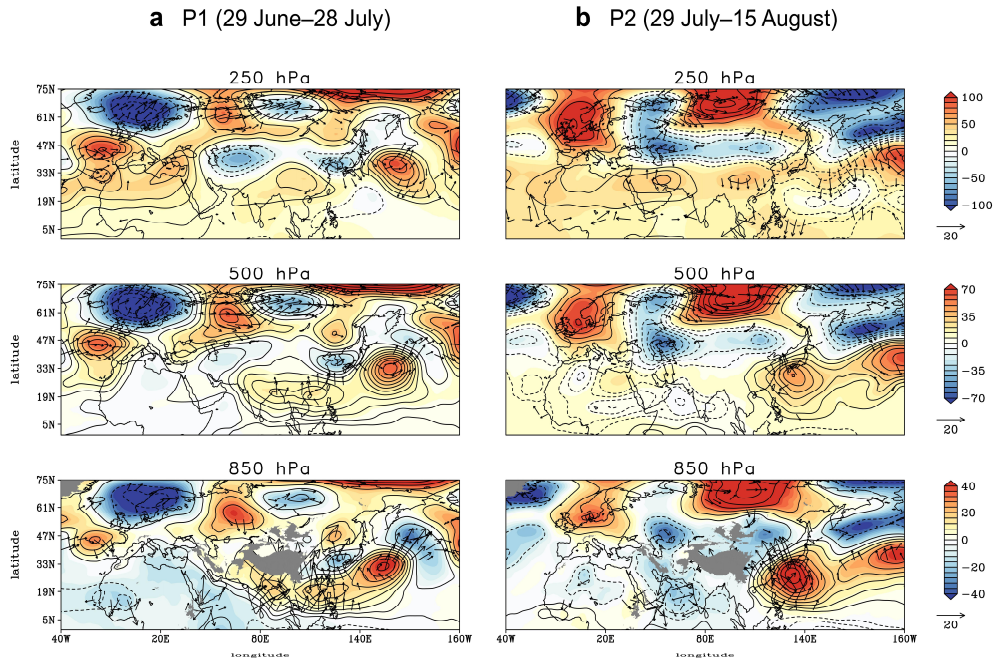 a P1 (29 June–28 July)
b P2 (29 July–15 August)
250 hPa
75N
61N
47N
33N
19N
5N
latitude
250 hPa
100
50
0
−50
−100
20
500 hPa
75N
61N
47N
33N
19N
5N
latitude
500 hPa
70
35
0
−35
−70
20
850 hPa
75N
61N
47N
33N
19N
5N
latitude
40W 20E 80E 140E 160W
longitude
850 hPa
40W 20E 80E 140E 160W
longitude
40
20
0
−20
−40
20